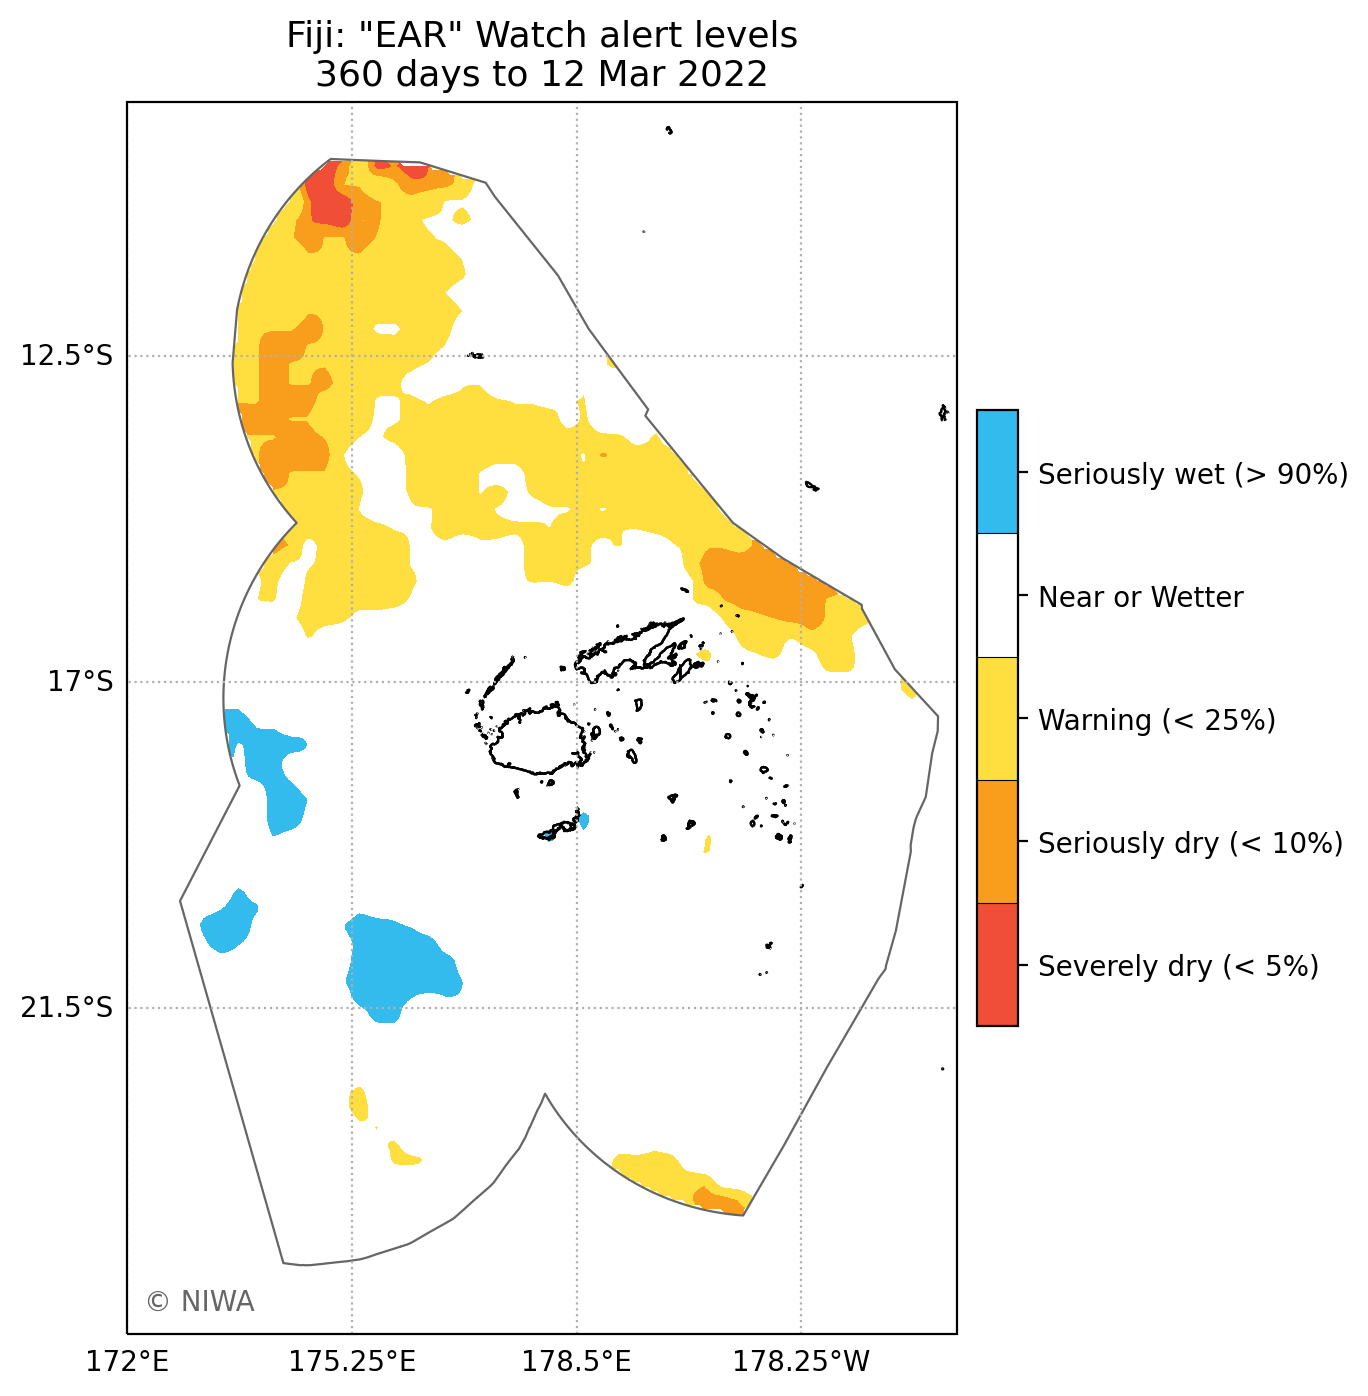 Fiji: "EAR" Watch alert levels
360 days to 12 Mar 2022
12.5°S
17°S
21.5°S
172°E
175.25°E
178.5°E
178.25°W
Seriously wet (> 90%)
Near or Wetter
Warning (< 25%)
Seriously dry (< 10%)
Severely dry (< 5%)
© NIWA